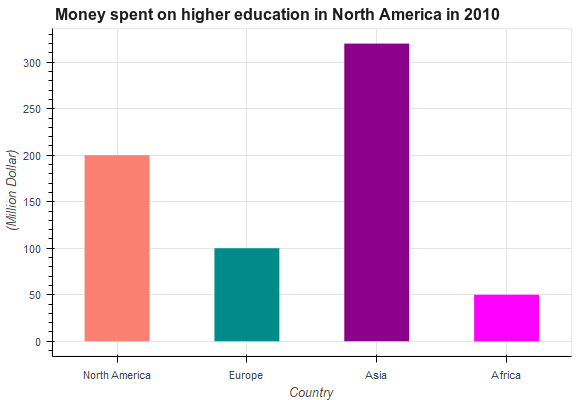 Money spent on higher education in North America in 2010
(Million Dollar)
300
250
200
150
100
50
0
North America
Europe
Asia
Africa
Country